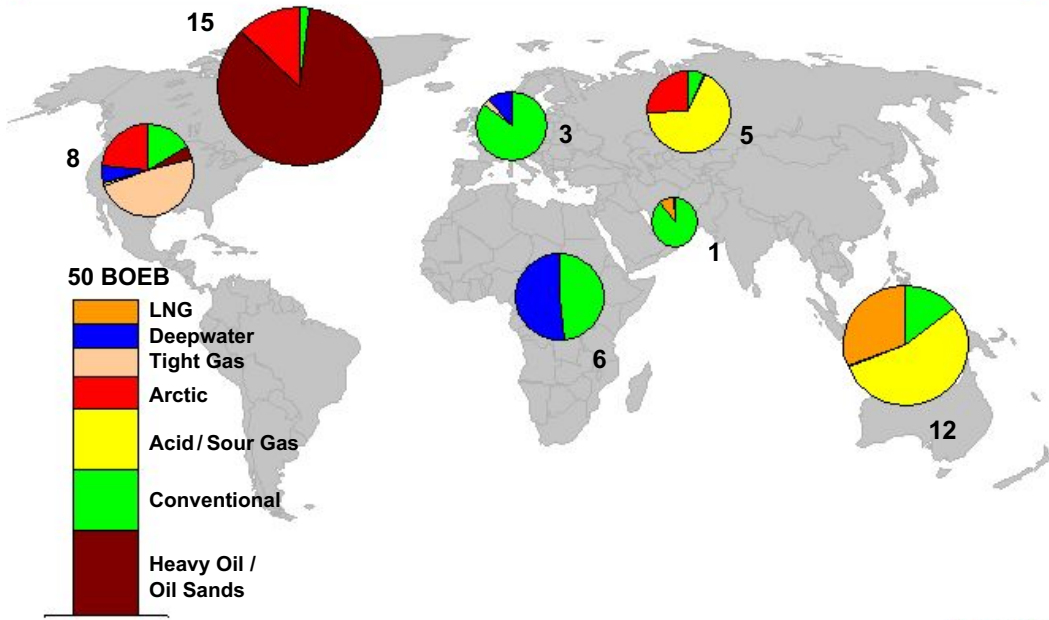 15
8
3
5
1
6
12
50 BOEB
LNG
Deepwater
Tight Gas
Arctic
Acid / Sour Gas
Conventional
Heavy Oil /
Oil Sands